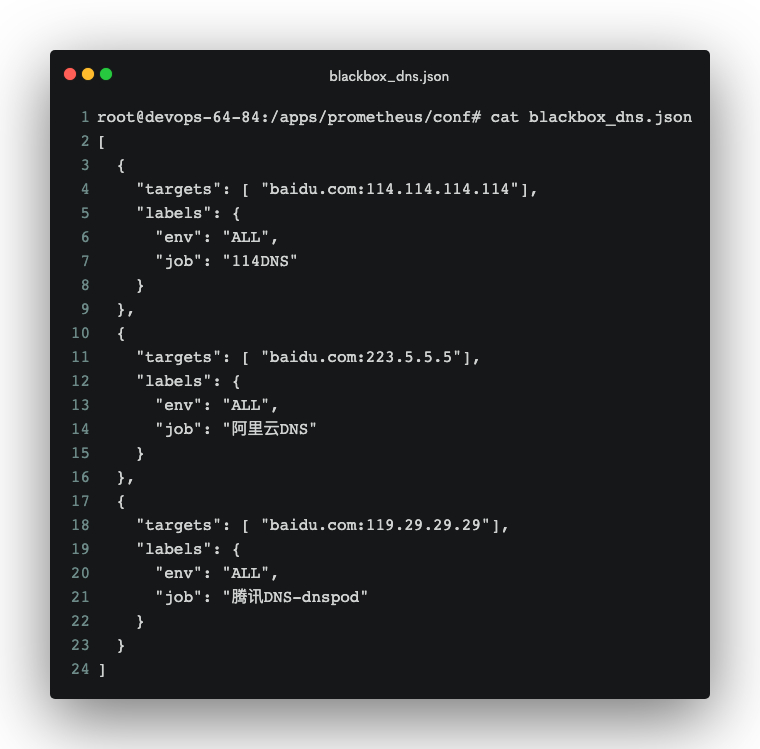 blackbox_dns.json
1 root@devops-64-84:/apps/prometheus/conf# cat blackbox_dns.json
2 [
3   {
4     "targets": [ "baidu.com:114.114.114.114"],
5     "labels": {
6       "env": "ALL",
7       "job": "114DNS"
8     }
9   },
10   {
11     "targets": [ "baidu.com:223.5.5.5"],
12     "labels": {
13       "env": "ALL",
14       "job": "阿里云DNS"
15     }
16   },
17   {
18     "targets": [ "baidu.com:119.29.29.29"],
19     "labels": {
20       "env": "ALL",
21       "job": "腾讯DNS-dnspod"
22     }
23   }
24 ]